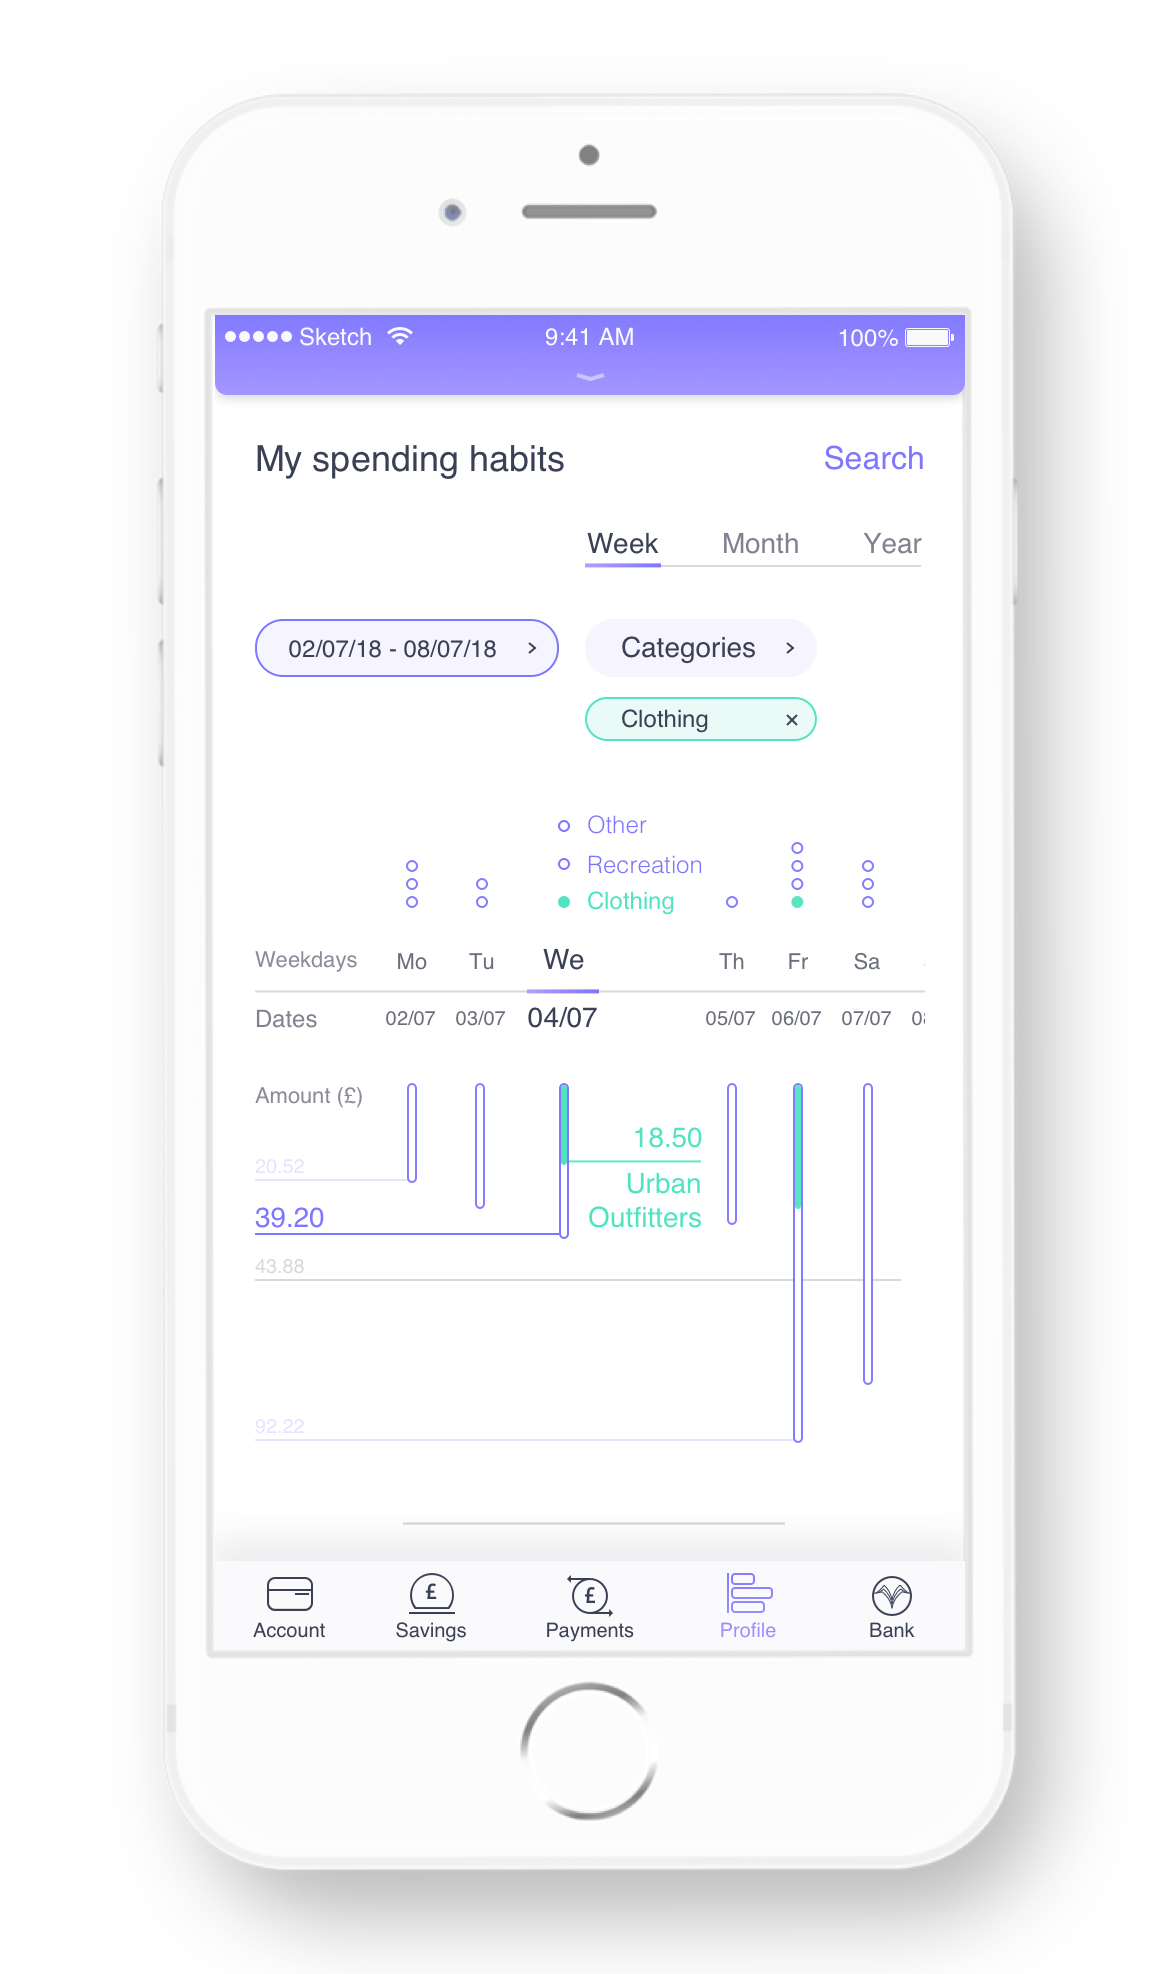 Sketch 9:41 AM 100%
My spending habits Search
Week Month Year
02/07/18 - 08/07/18 > Categories >
Clothing ×
Other
Recreation
Clothing
Weekdays Mo Tu We Th Fr Sa
Dates 02/07 03/07 04/07 05/07 06/07 07/07
Amount (£)
18.50
20.52
Urban
39.20 Outfitters
43.88
92.22
£ £
Account Savings Payments Profile Bank